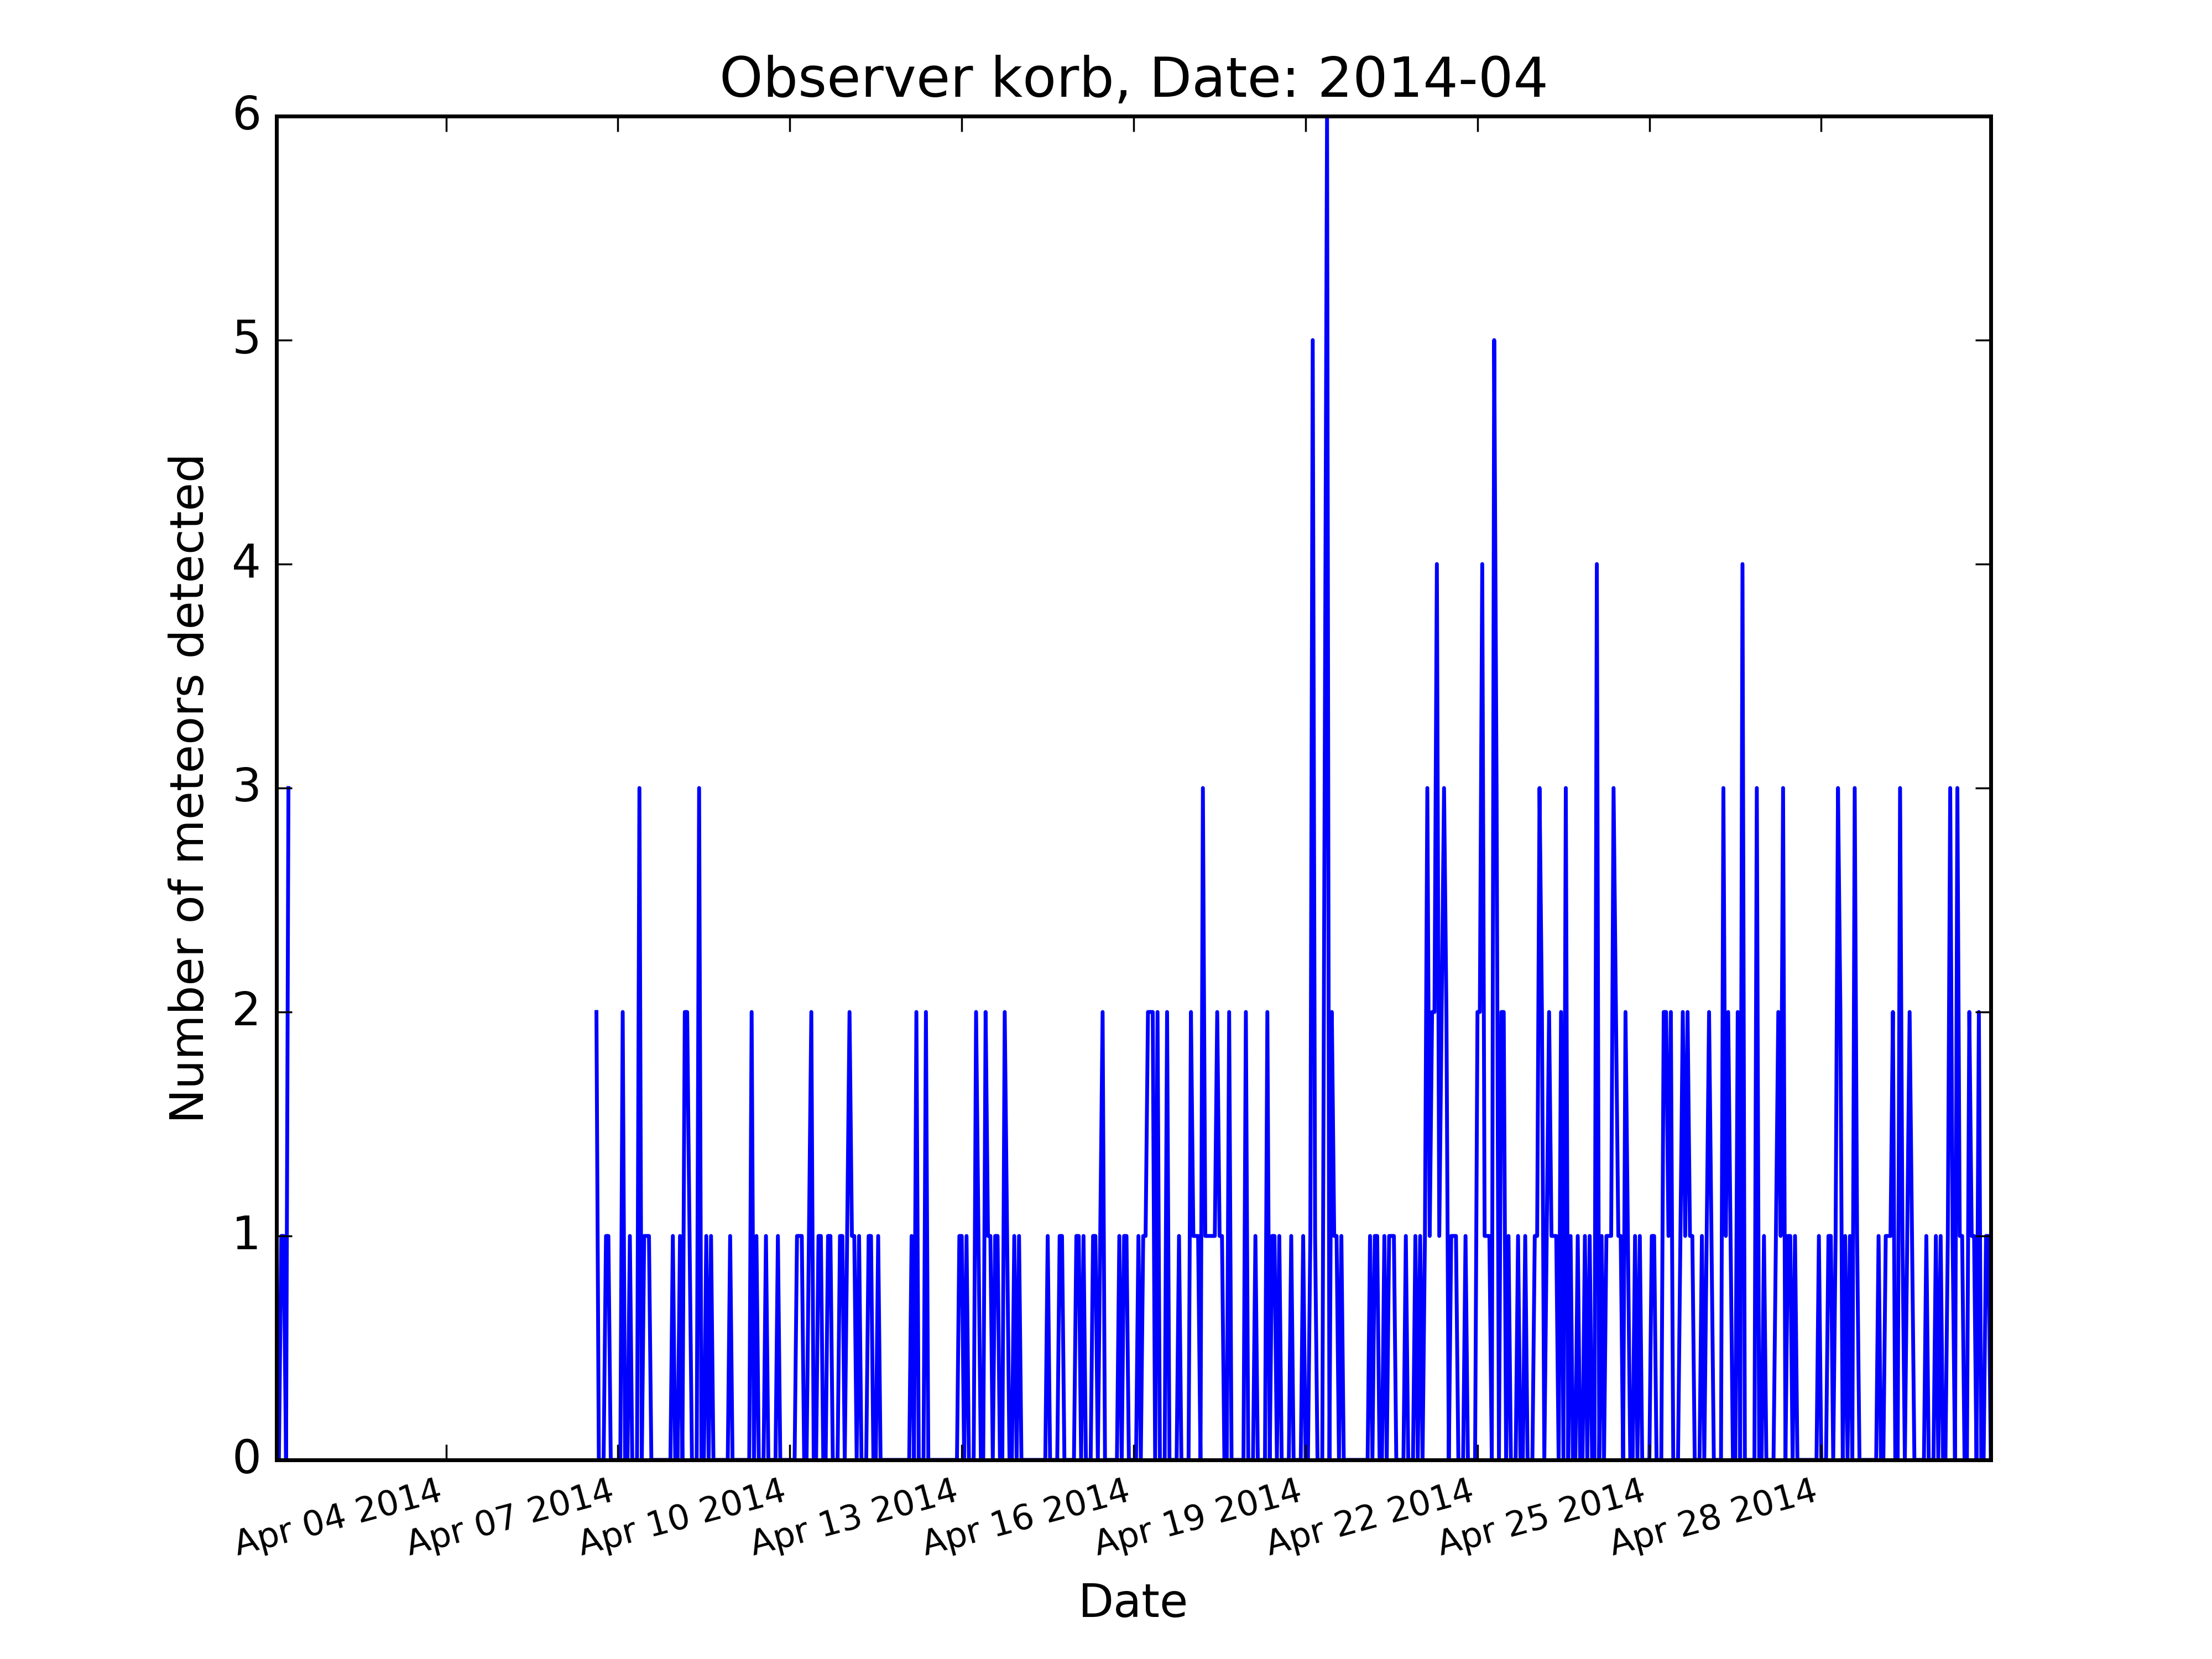 Observer korb, Date: 2014-04
Number of meteors detected
6
5
4
3
2
1
0
Apr 04 2014
Apr 07 2014
Apr 10 2014
Apr 13 2014
Apr 16 2014
Apr 19 2014
Apr 22 2014
Apr 25 2014
Apr 28 2014
Date